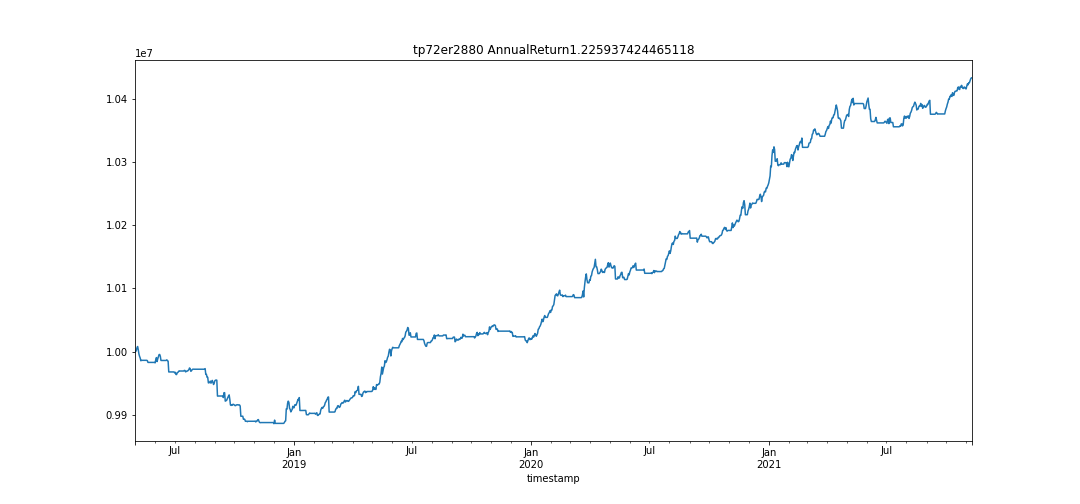 tp72er2880 AnnualReturn1.225937424465118
1e7
1.04
1.03
1.02
1.01
1.00
0.99
Jul
Jan
2019
Jul
Jan
2020
Jul
Jan
2021
Jul
timestamp